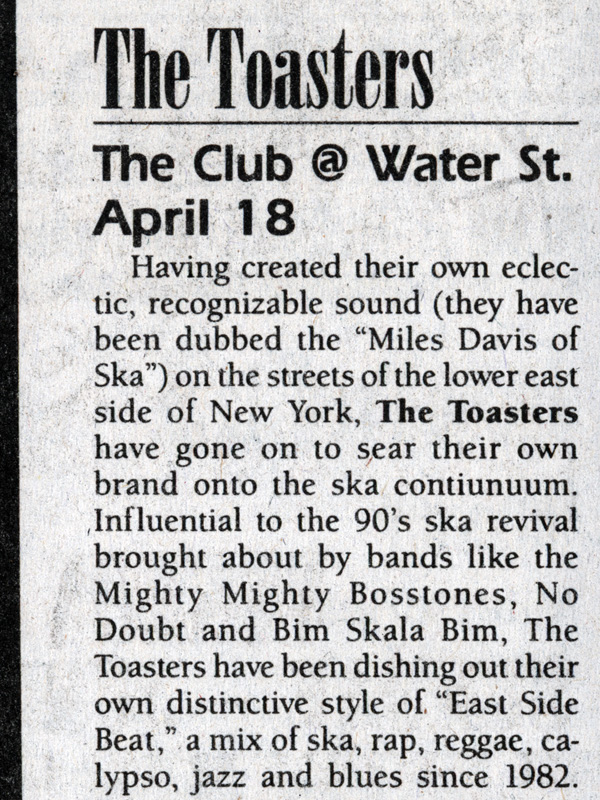 The Toasters
The Club @ Water St.
April 18
Having created their own eclec-
tic, recognizable sound (they have
been dubbed the “Miles Davis of
Ska”) on the streets of the lower east
side of New York, The Toasters
have gone on to sear their own
brand onto the ska contiunuum.
Influential to the 90’s ska revival
brought about by bands like the
Mighty Mighty Bosstones, No
Doubt and Bim Skala Bim, The
Toasters have been dishing out their
own distinctive style of “East Side
Beat,” a mix of ska, rap, reggae, ca-
lypso, jazz and blues since 1982.